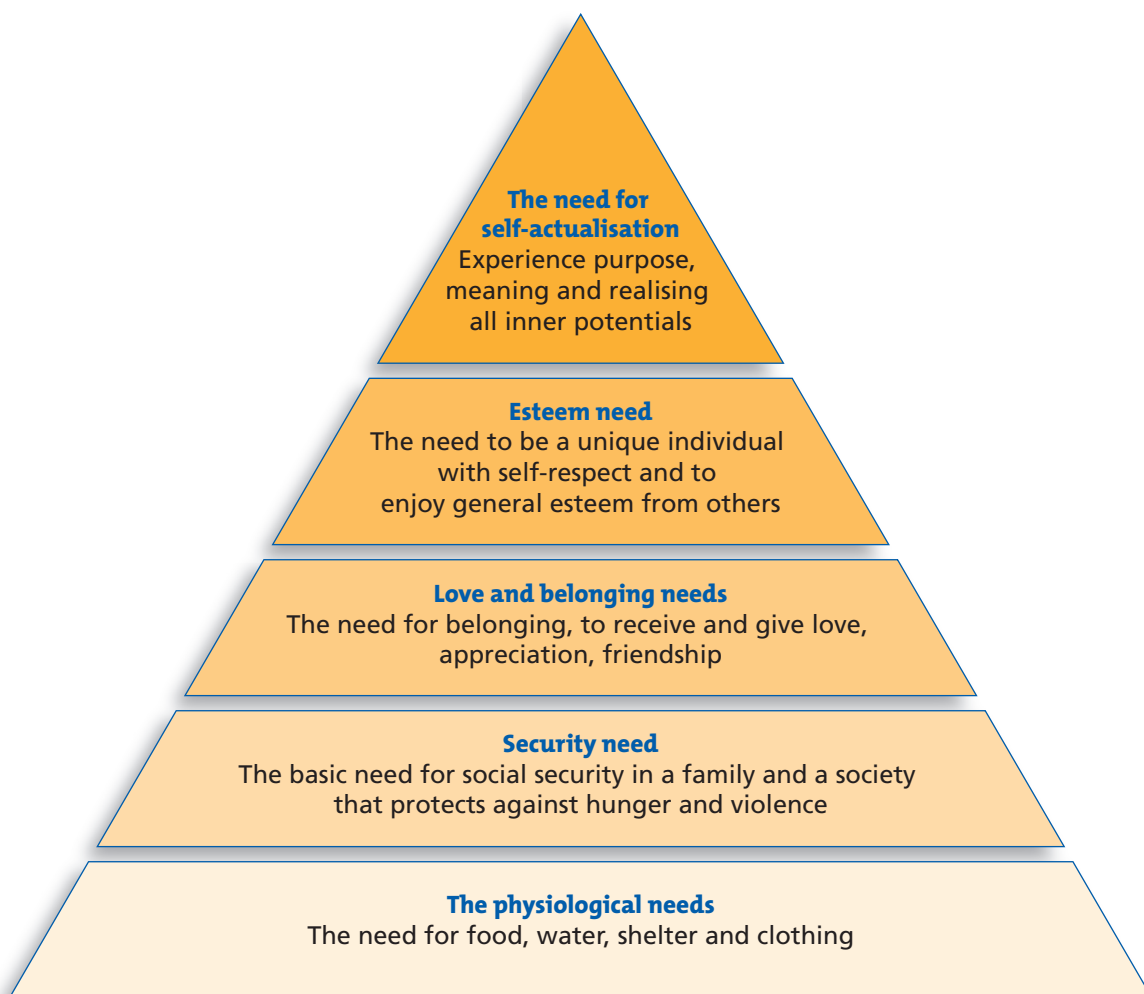 The need for
self-actualisation
Experience purpose,
meaning and realising
all inner potentials
Esteem need
The need to be a unique individual
with self-respect and to
enjoy general esteem from others
Love and belonging needs
The need for belonging, to receive and give love,
appreciation, friendship
Security need
The basic need for social security in a family and a society
that protects against hunger and violence
The physiological needs
The need for food, water, shelter and clothing